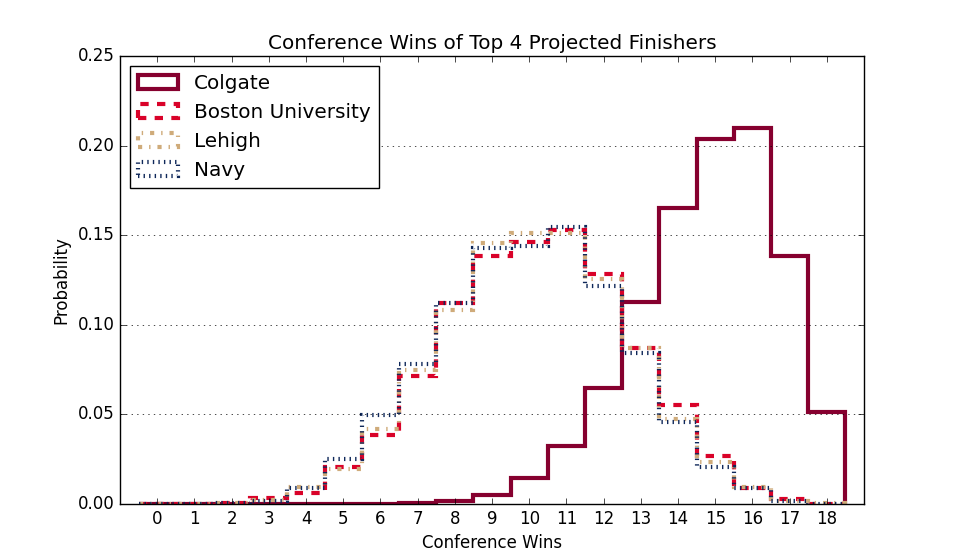 Conference Wins of Top 4 Projected Finishers
0.25
0.20
0.15
0.10
0.05
0.00
Probability
Colgate
Boston University
Lehigh
Navy
0 1 2 3 4 5 6 7 8 9 10 11 12 13 14 15 16 17 18
Conference Wins